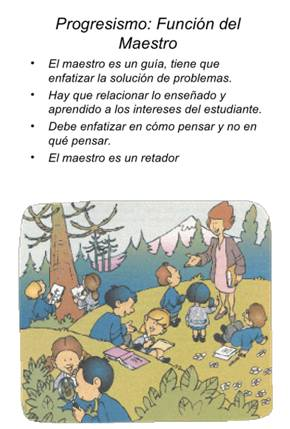 Progresismo: Función del
Maestro
• El maestro es un guía, tiene que
enfatizar la solución de problemas.
• Hay que relacionar lo enseñado y
aprendido a los intereses del estudiante.
• Debe enfatizar en cómo pensar y no en
qué pensar.
• El maestro es un retador